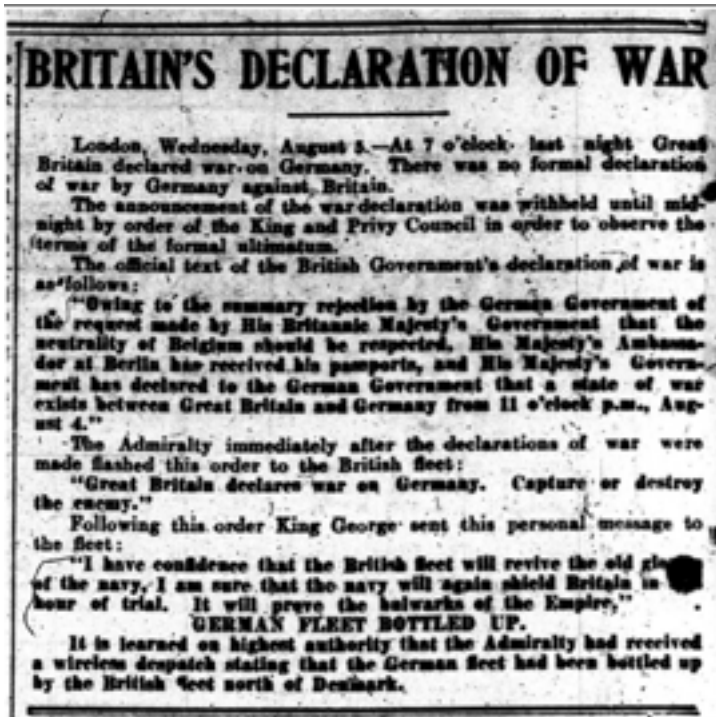 BRITAIN'S DECLARATION OF WAR
London, Wednesday, August 5.—At 7 o'clock last night Great
Britain declared war on Germany. There was no formal declaration
of war by Germany against Britain.
The announcement of the war declaration was withheld until mid-
night by order of the King and Privy Council in order to observe the
terms of the formal ultimatum.
The official text of the British Government's declaration of war is
as follows:
"Owing to the summary rejection by the German Government of
the request made by His Britannic Majesty's Government that the
neutrality of Belgium should be respected, His Majesty's Ambassa-
dor at Berlin has received his passports, and His Majesty's Govern-
ment has declared to the German Government that a state of war
exists between Great Britain and Germany from 11 o'clock p.m., Aug-
ust 4."
The Admiralty immediately after the declarations of war were
made flashed this order to the British fleet:
"Great Britain declares war on Germany. Capture or destroy
the enemy."
Following this order King George sent this personal message to
the fleet:
"I have confidence that the British fleet will revive the old
of the navy, I am sure that the navy will again shield Britain in
hour of trial. It will prove the bulwarks of the Empire,"
GERMAN FLEET BOTTLED UP.
It is learned on highest authority that the Admiralty had received
a wireless despatch stating that the German fleet had been bottled up
by the British fleet north of Denmark.